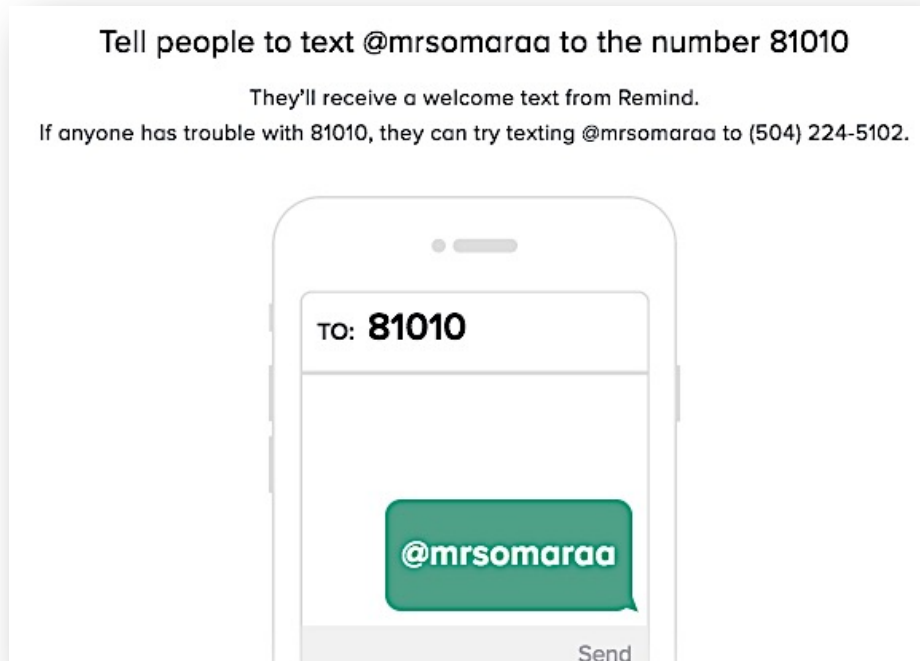 Tell people to text @mrsomaraa to the number 81010
They'll receive a welcome text from Remind.
If anyone has trouble with 81010, they can try texting @mrsomaraa to (504) 224-5102.
TO: 81010
@mrsomaraa
Send